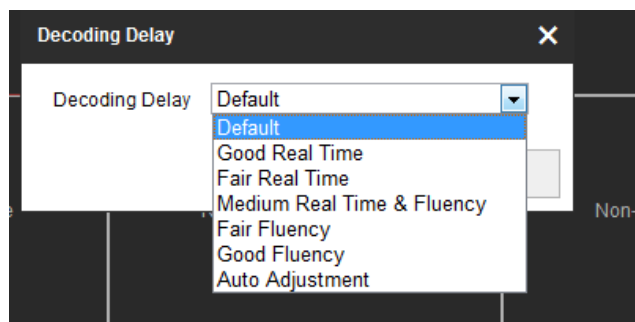 Decoding Delay
Decoding Delay Default
Default
Good Real Time
Fair Real Time
Medium Real Time & Fluency
Fair Fluency
Good Fluency
Auto Adjustment
Non-